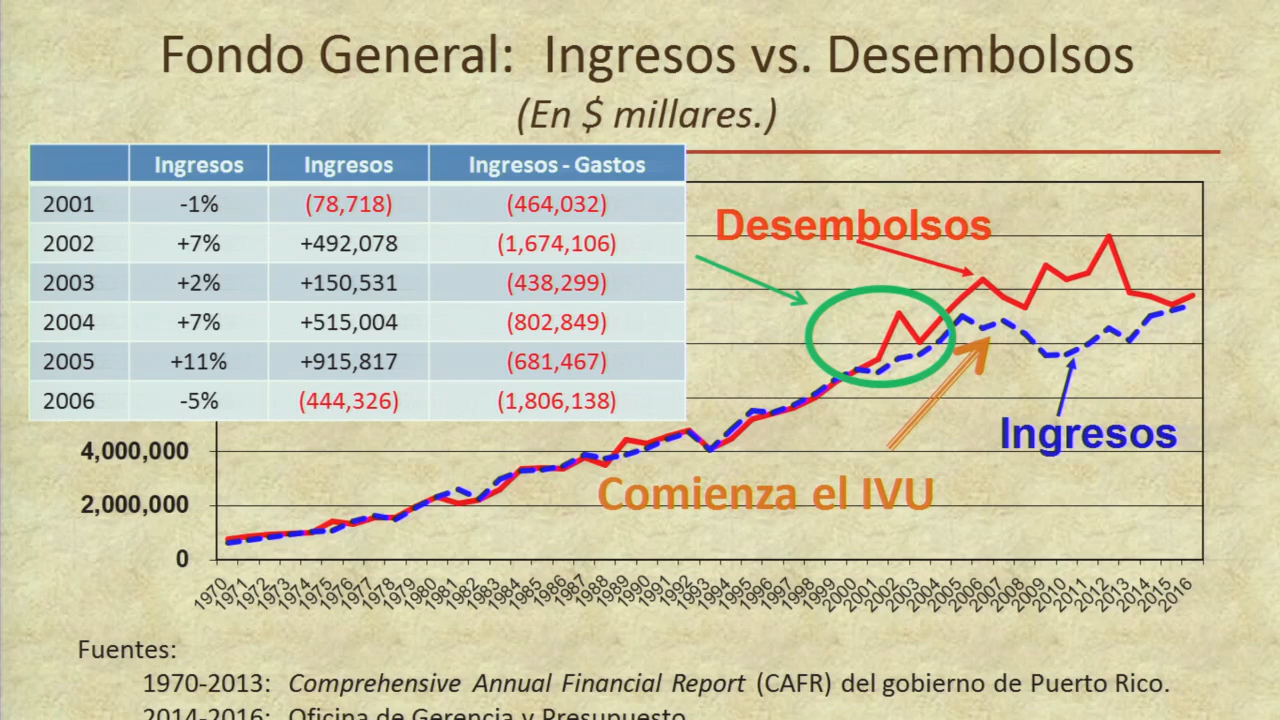 Fondo General: Ingresos vs. Desembolsos
(En $ millares.)
Ingresos Ingresos Ingresos - Gastos
2001 -1% (78,718) (464,032)
2002 +7% +492,078 (1,674,106)
2003 +2% +150,531 (438,299)
2004 +7% +515,004 (802,849)
2005 +11% +915,817 (681,467)
2006 -5% (444,326) (1,806,138)
Desembolsos
Ingresos
Comienza el IVU
4,000,000
2,000,000
0
1970 1971 1972 1973 1974 1975 1976 1977 1978 1979 1980 1981 1982 1983 1984 1985 1986 1987 1988 1989 1990 1991 1992 1993 1994 1995 1996 1997 1998 1999 2000 2001 2002 2003 2004 2005 2006 2007 2008 2009 2010 2011 2012 2013 2014 2015 2016
Fuentes:
1970-2013: Comprehensive Annual Financial Report (CAFR) del gobierno de Puerto Rico.
2014-2016: Oficina de Gerencia y Presupuesto